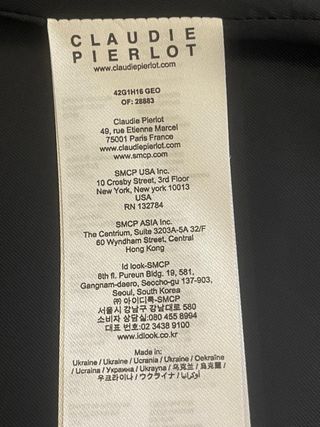 CLAUDIE
PIERLOT
www.claudiepierlot.com
42G1H16 GEO
OF: 28883
Claudie Pierlot
49, rue Etienne Marcel
75001 Paris France
www.claudiepierlot.com
www.smcp.com
SMCP USA Inc.
10 Crosby Street, 3rd Floor
New York, New york 10013
USA
RN 132784
SMCP ASIA Inc.
The Centrium, Suite 3203A-5A 32/F
60 Wyndham Street, Central
Hong Kong
Id look-SMCP
6th fl. Pureun Bldg 19, 581,
Gangnam-daero, Seocho-gu 137-903,
Seoul, South Korea
㈜ 아이디룩-SMCP
서울시 강남구 강남대로 580
소비자 상담실:080 455 8994
대표 번호:02 3438 9100
www.idlook.co.kr
Made in:
Ukraine / Ukraine / Ucrania / Ukraine / Oekraïne
/ Ucraina / Украина / Ukrayna / 乌克兰 / 烏克蘭 /
우크라이나 / ウクライナ / أوكرانيا